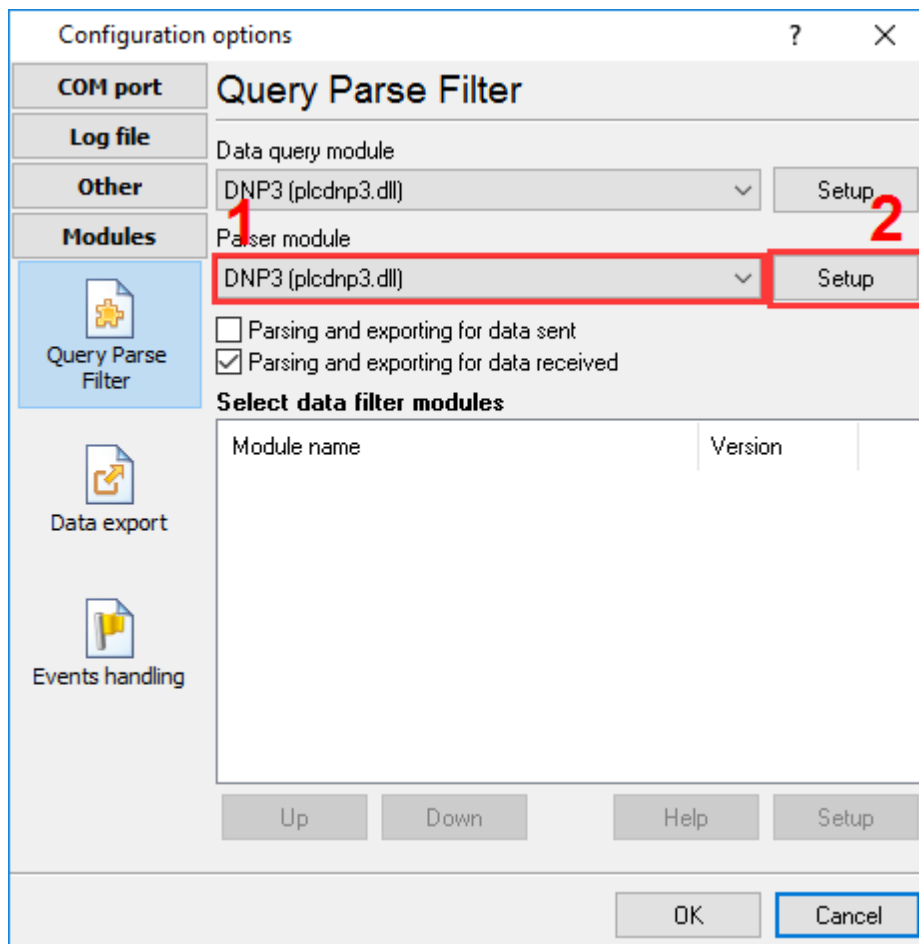 Configuration options
?
COM port
Log file
Other
Modules
Query Parse
Filter
Data export
Events handling
Query Parse Filter
Data query module
DNP3 (plcdnp3.dll)
Setup
1
2
Parser module
DNP3 (plcdnp3.dll)
Setup
Parsing and exporting for data sent
Parsing and exporting for data received
Select data filter modules
Module name Version
Up Down Help Setup
OK Cancel